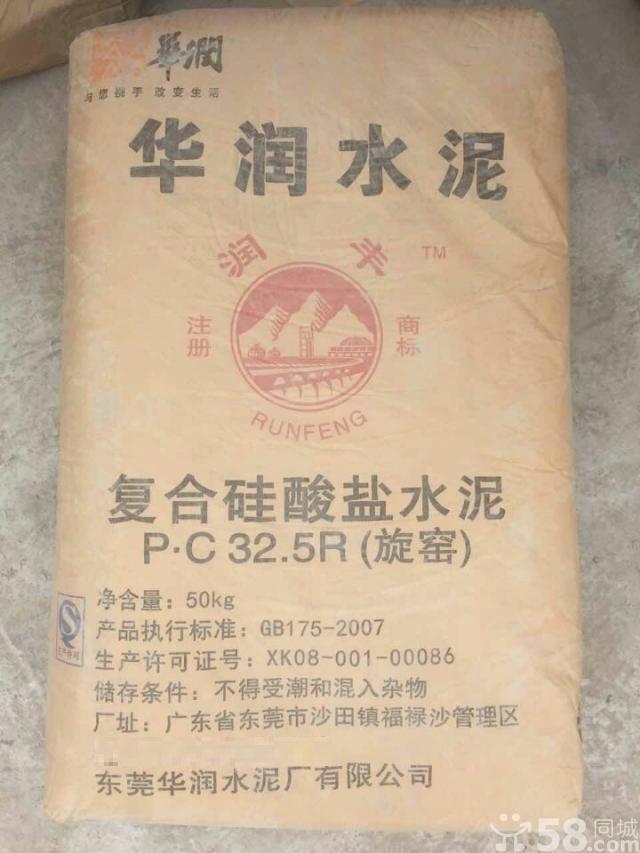 華潤
与您携手 改变生活
华润水泥
润丰 TM
注册 商标
RUNFENG
复合硅酸盐水泥
P·C 32.5R (旋窑)
净含量: 50kg
产品执行标准: GB175-2007
生产许可证号: XK08-001-00086
储存条件: 不得受潮和混入杂物
厂址: 广东省东莞市沙田镇福禄沙管理区
东莞华润水泥厂有限公司
生产许可
58同城